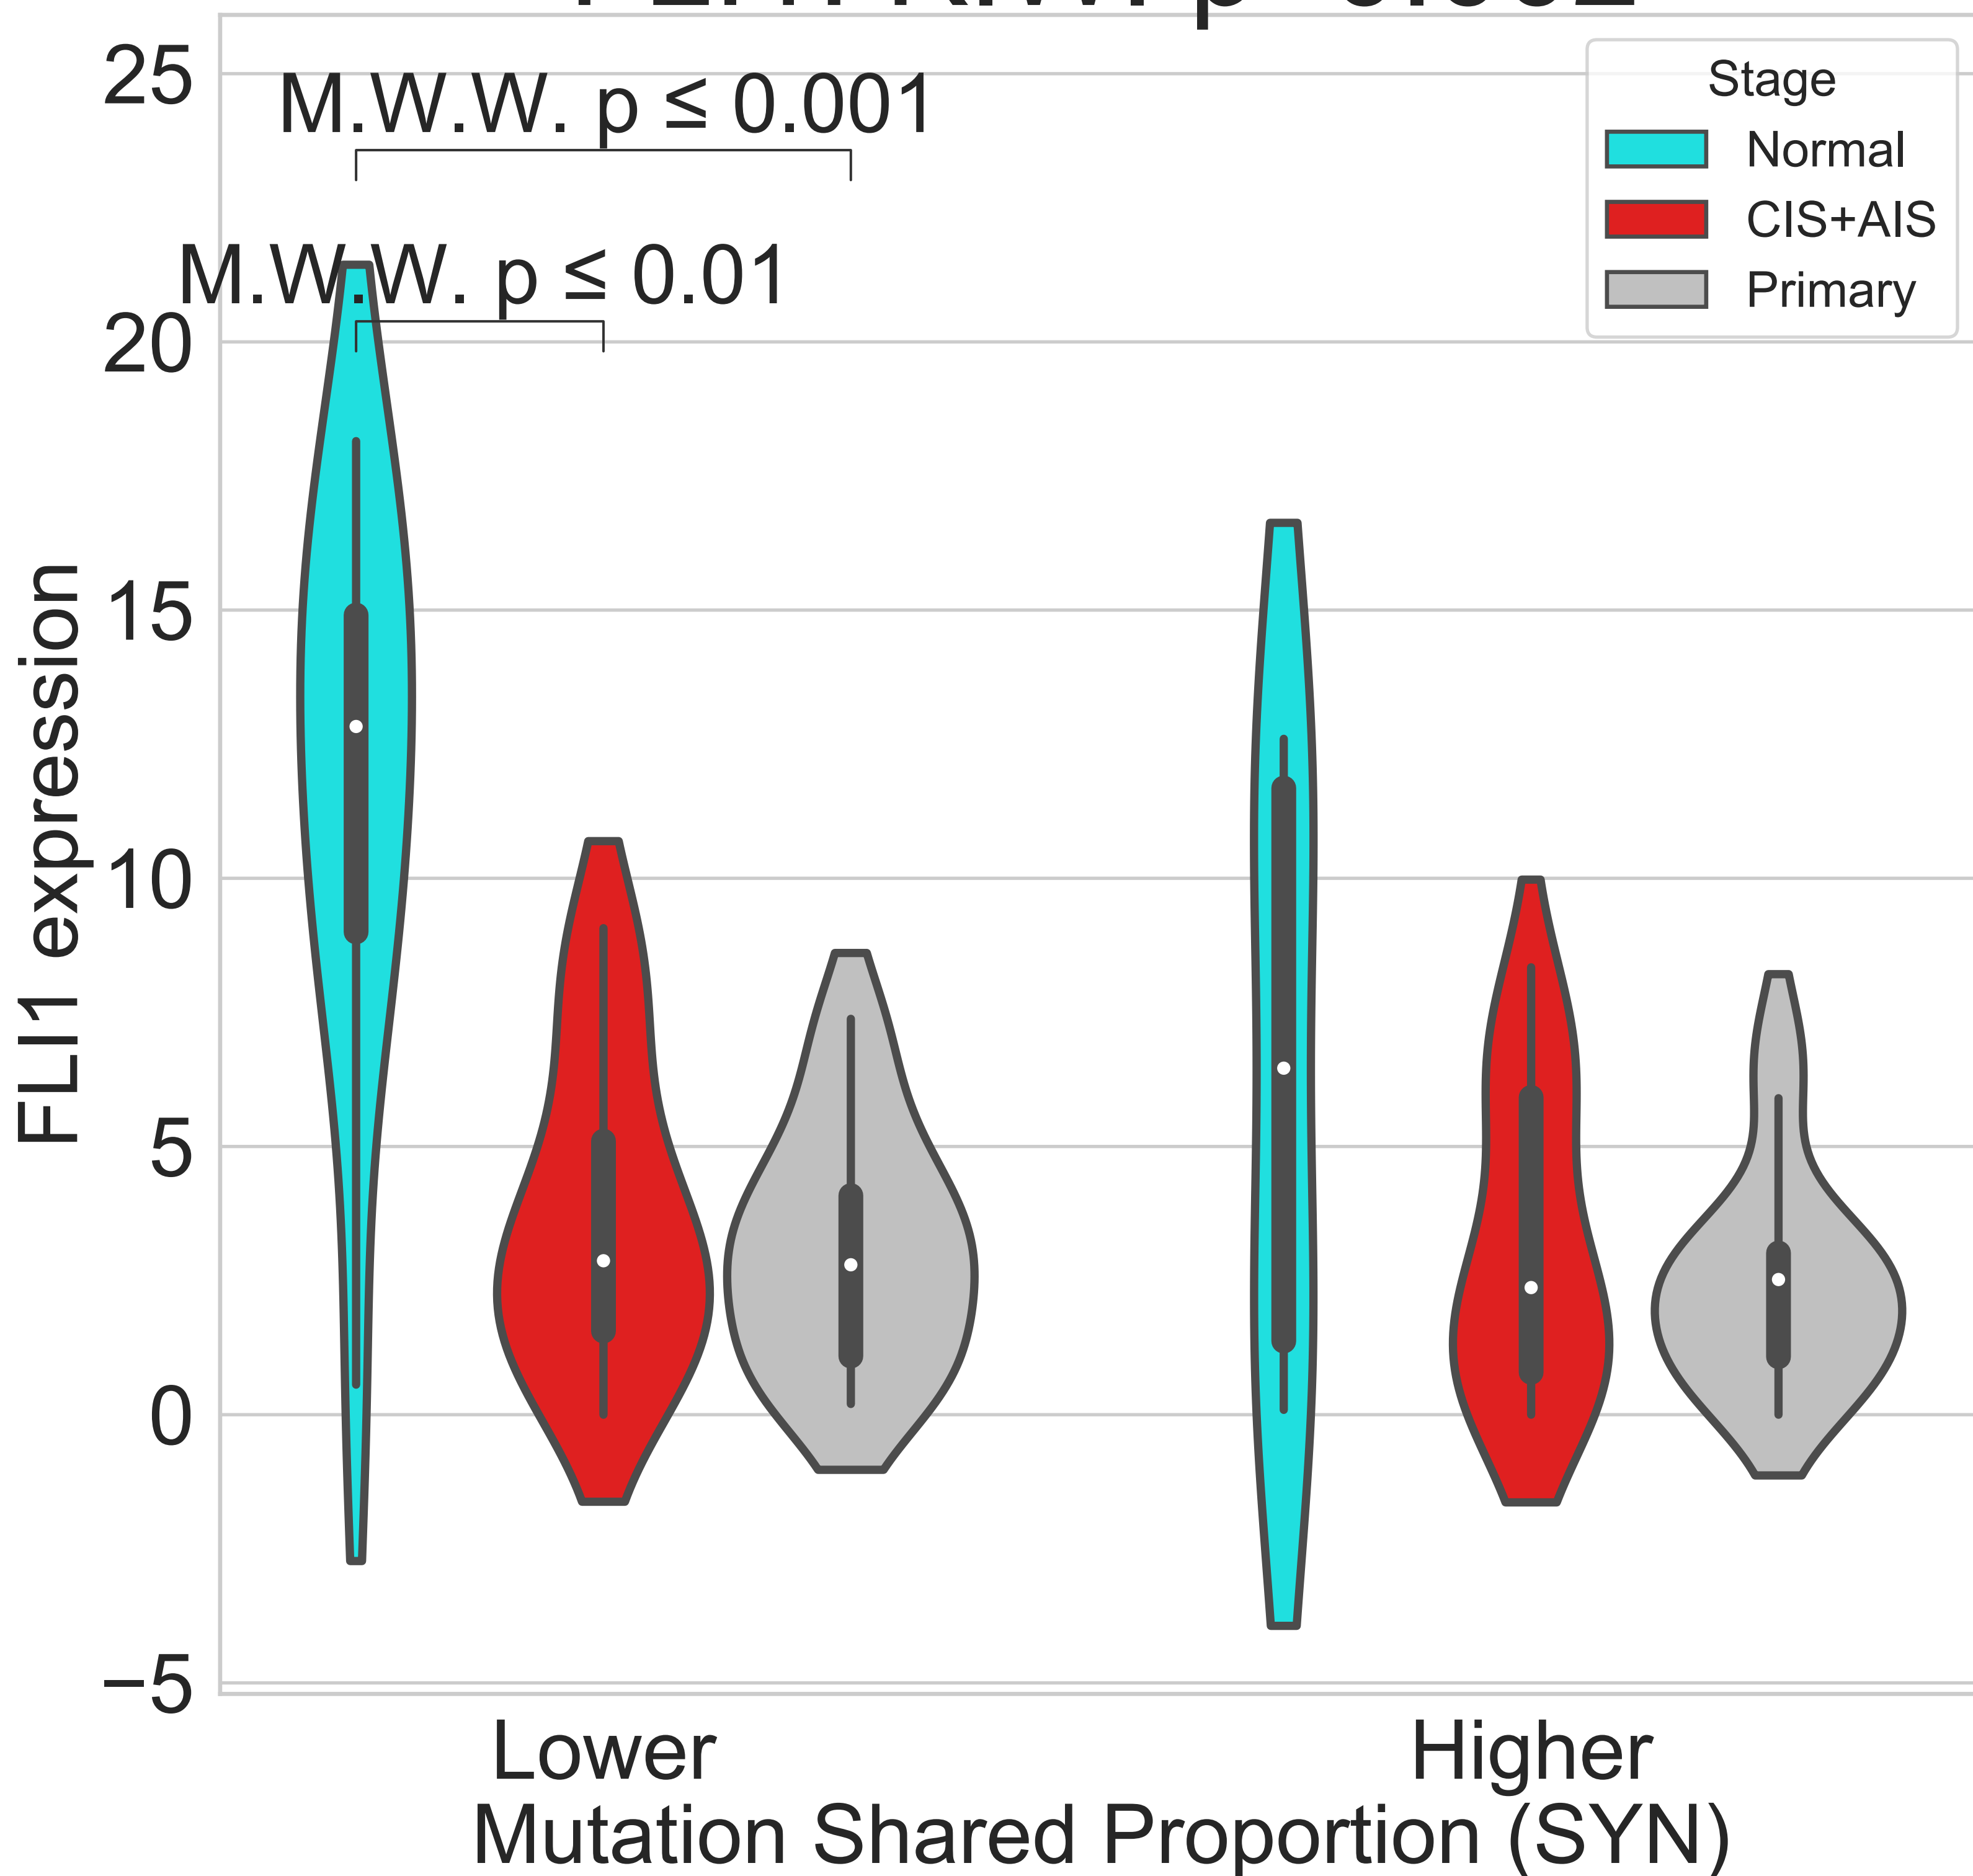 25
20
15
10
5
0
−5
FLI1 expression
M.W.W. p ≤ 0.001
M.W.W. p ≤ 0.01
Stage
Normal
CIS+AIS
Primary
Lower
Higher
Mutation Shared Proportion (SYN)